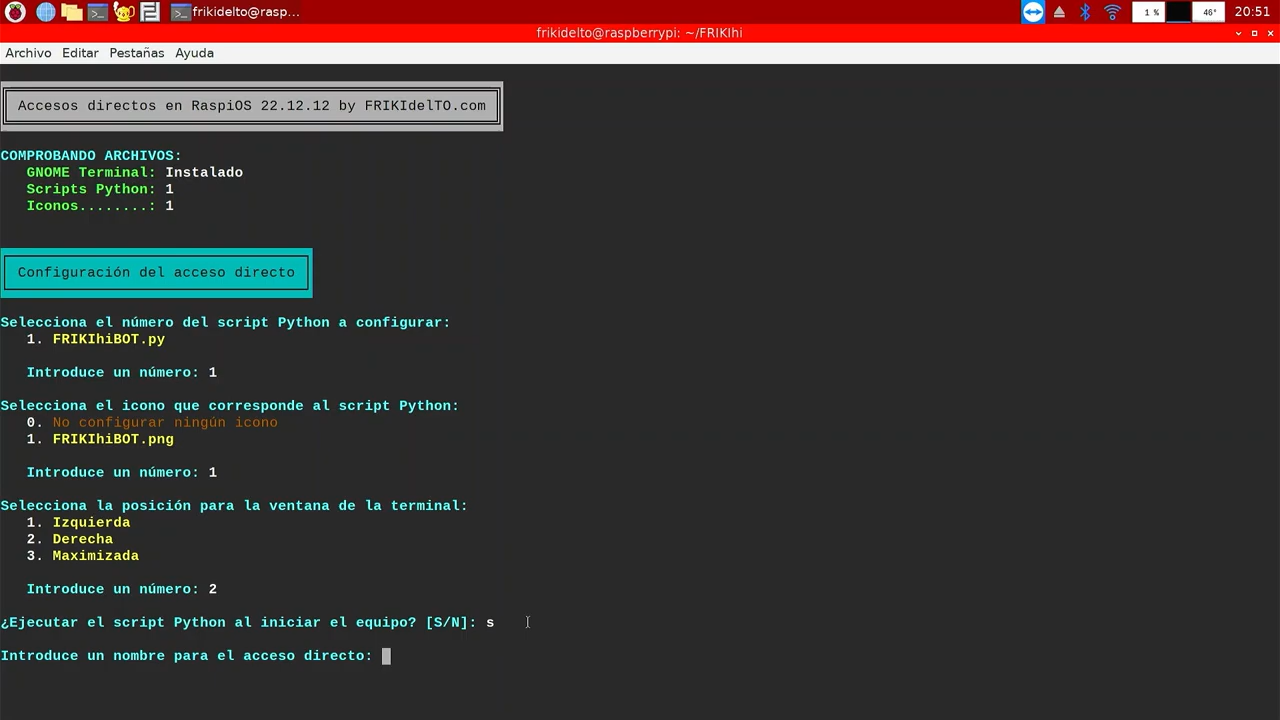 frikidelto@rasp...
1 %
46°
20:51
frikidelto@raspberrypi: ~/FRIKIhi
Archivo Editar Pestañas Ayuda
Accesos directos en RaspiOS 22.12.12 by FRIKIdelTO.com
COMPROBANDO ARCHIVOS:
GNOME Terminal: Instalado
Scripts Python: 1
Iconos........: 1
Configuración del acceso directo
Selecciona el número del script Python a configurar:
1. FRIKIhiBOT.py
Introduce un número: 1
Selecciona el icono que corresponde al script Python:
0. No configurar ningún icono
1. FRIKIhiBOT.png
Introduce un número: 1
Selecciona la posición para la ventana de la terminal:
1. Izquierda
2. Derecha
3. Maximizada
Introduce un número: 2
¿Ejecutar el script Python al iniciar el equipo? [S/N]: s
Introduce un nombre para el acceso directo: